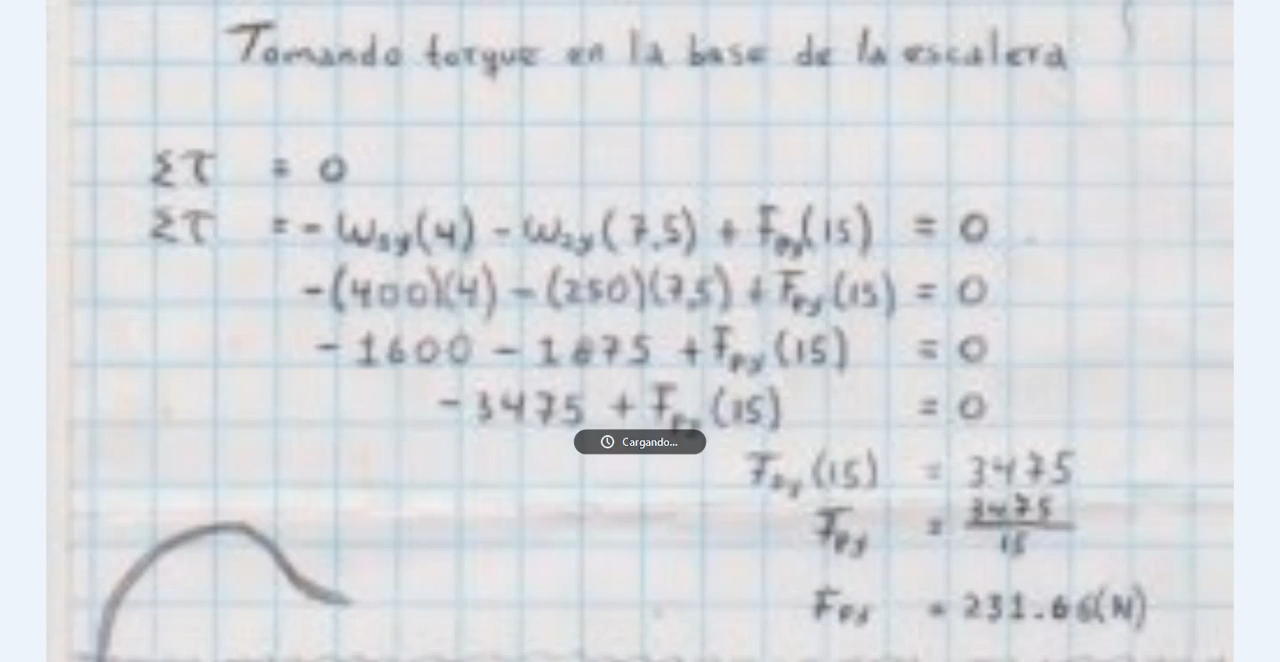 Tomando torque en la base de la escalera
Στ = 0
Στ = - W1y(4) - W2y(7.5) + Fpy(15) = 0
-(400)(4) - (250)(7.5) + Fpy(15) = 0
- 1600 - 1875 + Fpy(15) = 0
- 3475 + Fpy(15) = 0
Cargando...
Fpy(15) = 3475
Fpy = 3475
15
Fpy = 231.66(N)